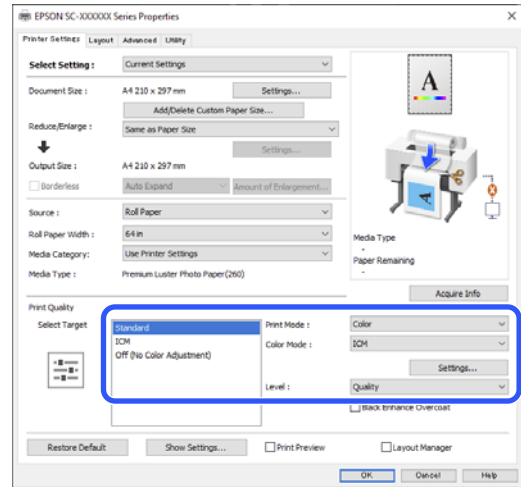 EPSON SC-XXXXXX Series Properties
Printer Settings Layout Advanced Utility
Select Setting : Current Settings
Document Size : A4 210 x 297 mm Settings...
Add/Delete Custom Paper Size...
Reduce/Enlarge : Same as Paper Size
Settings...
Output Size : A4 210 x 297 mm
Borderless Auto Expand Amount of Enlargement...
Source : Roll Paper
Roll Paper Width : 64 in
Media Category: Use Printer Settings
Media Type : Premium Luster Photo Paper(260)
A
Media Type
-
Paper Remaining
-
Acquire Info
Print Quality
Select Target
Standard
ICM
Off (No Color Adjustment)
Print Mode : Color
Color Mode : ICM
Settings...
Level : Quality
Black Enhance Overcoat
Restore Default Show Settings... Print Preview Layout Manager
OK Cancel Help